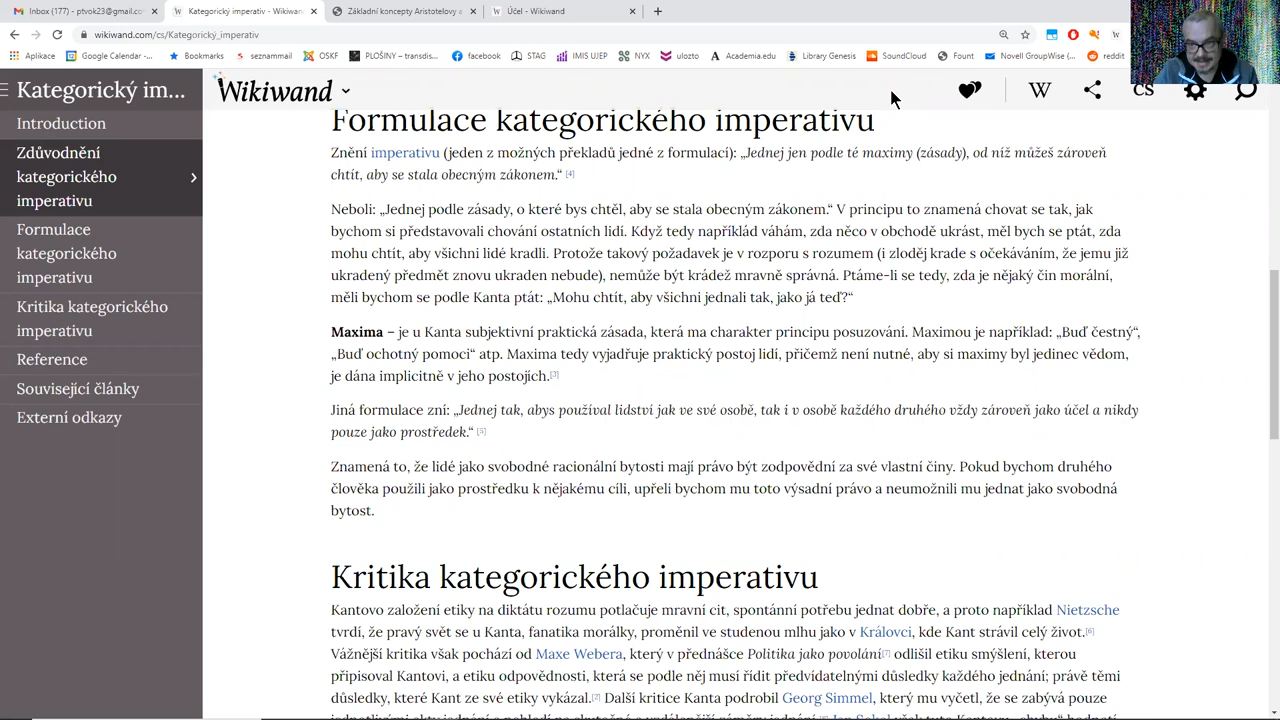 Inbox (177) - ptvok23@gmail.co
Kategorický imperativ - Wikiwan
Základní koncepty Aristotelovy a
Účel - Wikiwand
wikiwand.com/cs/Kategorický_imperativ
Aplikace
Google Calendar -...
Bookmarks
seznammail
OSKF
PLOŠINY – transdis...
facebook
STAG
IMIS UJEP
NYX
ulozto
Academia.edu
Library Genesis
SoundCloud
Fount
Novell GroupWise (...
reddit
Kategorický im...
Wikiwand
W
CS
Introduction
Zdůvodnění
kategorického
imperativu
Formulace
kategorického
imperativu
Kritika kategorického
imperativu
Reference
Související články
Externí odkazy
Formulace kategorického imperativu
Znění imperativu (jeden z možných překladů jedné z formulací): „Jednej jen podle té maximy (zásady), od níž můžeš zároveň
chtít, aby se stala obecným zákonem.“ [4]
Neboli: „Jednej podle zásady, o které bys chtěl, aby se stala obecným zákonem.“ V principu to znamená chovat se tak, jak
bychom si představovali chování ostatních lidí. Když tedy například váhám, zda něco v obchodě ukrást, měl bych se ptát, zda
mohu chtít, aby všichni lidé kradli. Protože takový požadavek je v rozporu s rozumem (i zloděj krade s očekáváním, že jemu již
ukradený předmět znovu ukraden nebude), nemůže být krádež mravně správná. Ptáme-li se tedy, zda je nějaký čin morální,
měli bychom se podle Kanta ptát: „Mohu chtít, aby všichni jednali tak, jako já teď?“
Maxima – je u Kanta subjektivní praktická zásada, která ma charakter principu posuzování. Maximou je například: „Buď čestný“,
„Buď ochotný pomoci“ atp. Maxima tedy vyjadřuje praktický postoj lidí, přičemž není nutné, aby si maximy byl jedinec vědom,
je dána implicitně v jeho postojích.[3]
Jiná formulace zní: „Jednej tak, abys používal lidství jak ve své osobě, tak i v osobě každého druhého vždy zároveň jako účel a nikdy
pouze jako prostředek.“ [5]
Znamená to, že lidé jako svobodné racionální bytosti mají právo být zodpovědní za své vlastní činy. Pokud bychom druhého
člověka použili jako prostředku k nějakému cíli, upřeli bychom mu toto výsadní právo a neumožnili mu jednat jako svobodná
bytost.
Kritika kategorického imperativu
Kantovo založení etiky na diktátu rozumu potlačuje mravní cit, spontánní potřebu jednat dobře, a proto například Nietzsche
tvrdí, že pravý svět se u Kanta, fanatika morálky, proměnil ve studenou mlhu jako v Královci, kde Kant strávil celý život.[6]
Vážnější kritika však pochází od Maxe Webera, který v přednášce Politika jako povolání[7] odlišil etiku smýšlení, kterou
připisoval Kantovi, a etiku odpovědnosti, která se podle něj musí řídit předvídatelnými důsledky každého jednání; právě těmi
důsledky, které Kant ze své etiky vykázal.[2] Další kritice Kanta podrobil Georg Simmel, který mu vyčetl, že se zabývá pouze